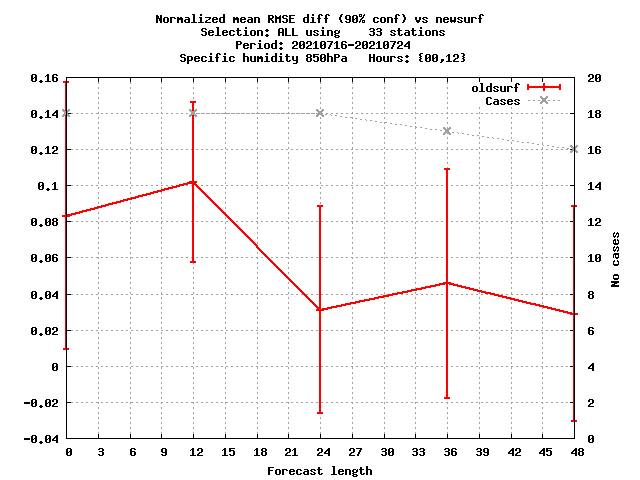 Normalized mean RMSE diff (90% conf) vs newsurf
Selection: ALL using    33 stations
Period: 20210716-20210724
Specific humidity 850hPa   Hours: {00,12}
oldsurf
Cases
0.16
0.14
0.12
0.1
0.08
0.06
0.04
0.02
0
-0.02
-0.04
20
18
16
14
12
10
8
6
4
2
0
No cases
0 3 6 9 12 15 18 21 24 27 30 33 36 39 42 45 48
Forecast length